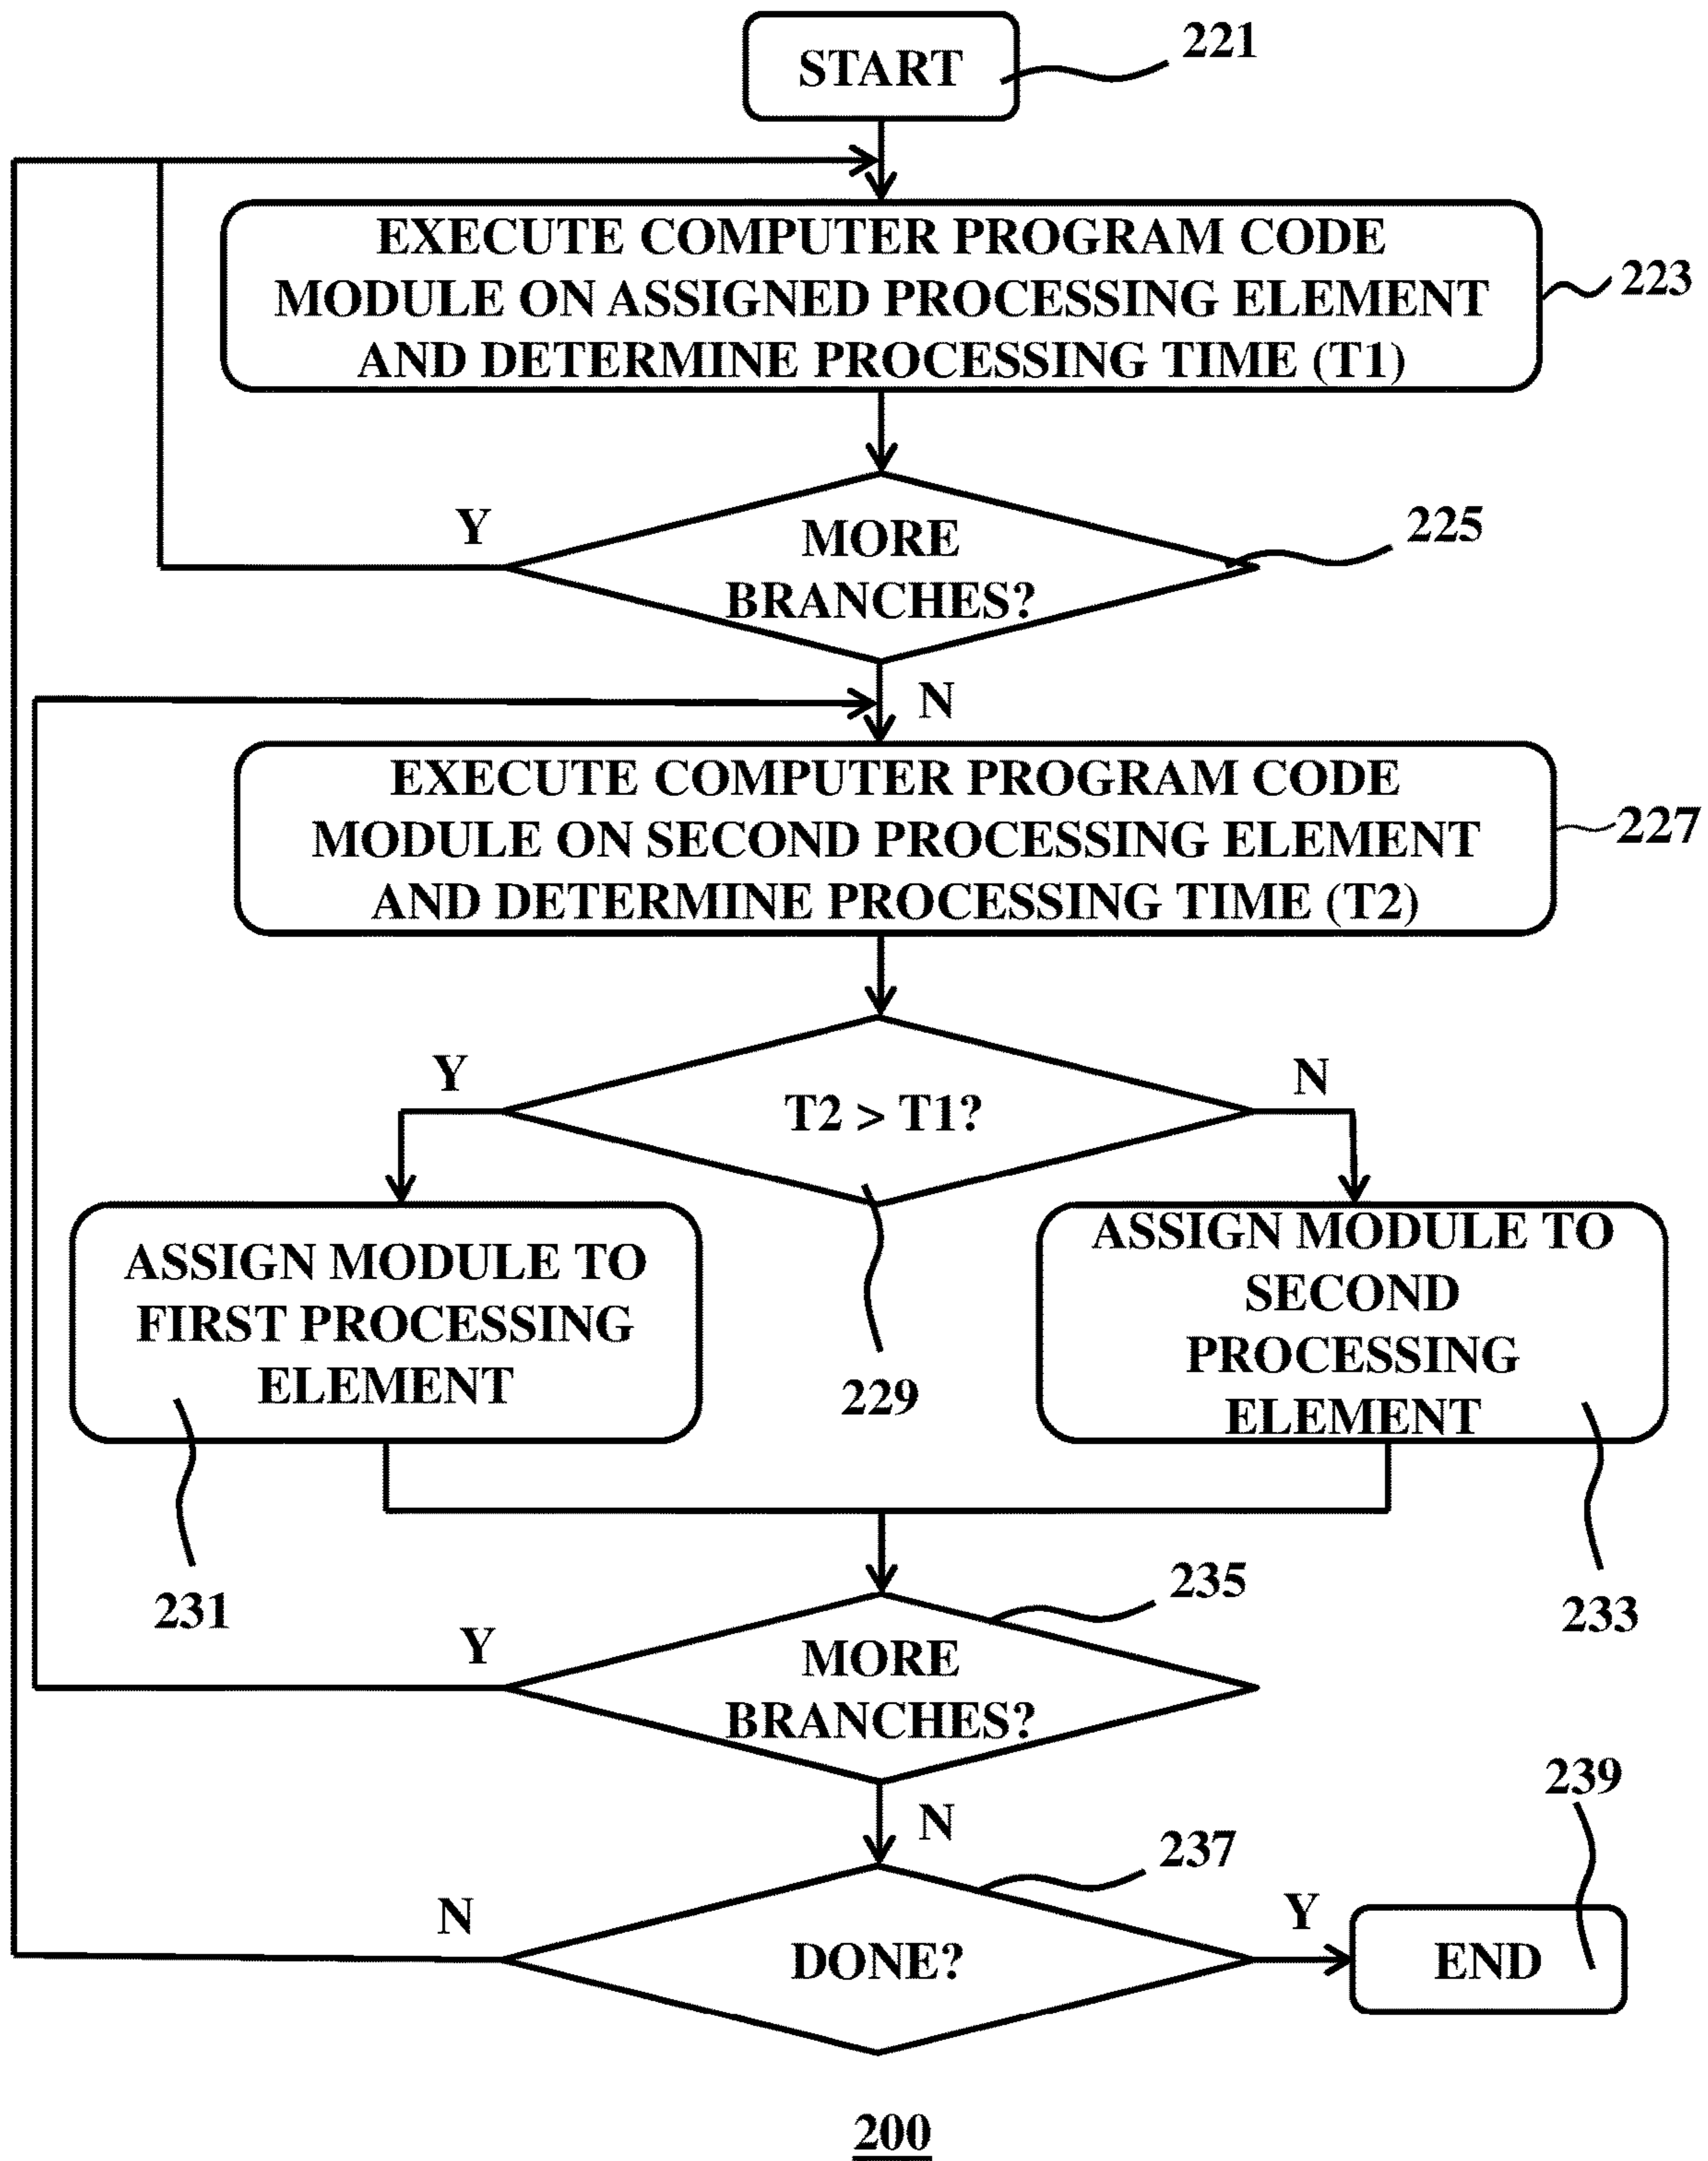 START
221
EXECUTE COMPUTER PROGRAM CODE
MODULE ON ASSIGNED PROCESSING ELEMENT
AND DETERMINE PROCESSING TIME (T1)
223
Y
MORE
BRANCHES?
225
N
EXECUTE COMPUTER PROGRAM CODE
MODULE ON SECOND PROCESSING ELEMENT
AND DETERMINE PROCESSING TIME (T2)
227
Y
T2 > T1?
N
229
ASSIGN MODULE TO
FIRST PROCESSING
ELEMENT
231
ASSIGN MODULE TO
SECOND
PROCESSING
ELEMENT
233
235
Y
MORE
BRANCHES?
N
237
239
N
DONE?
Y
END
200